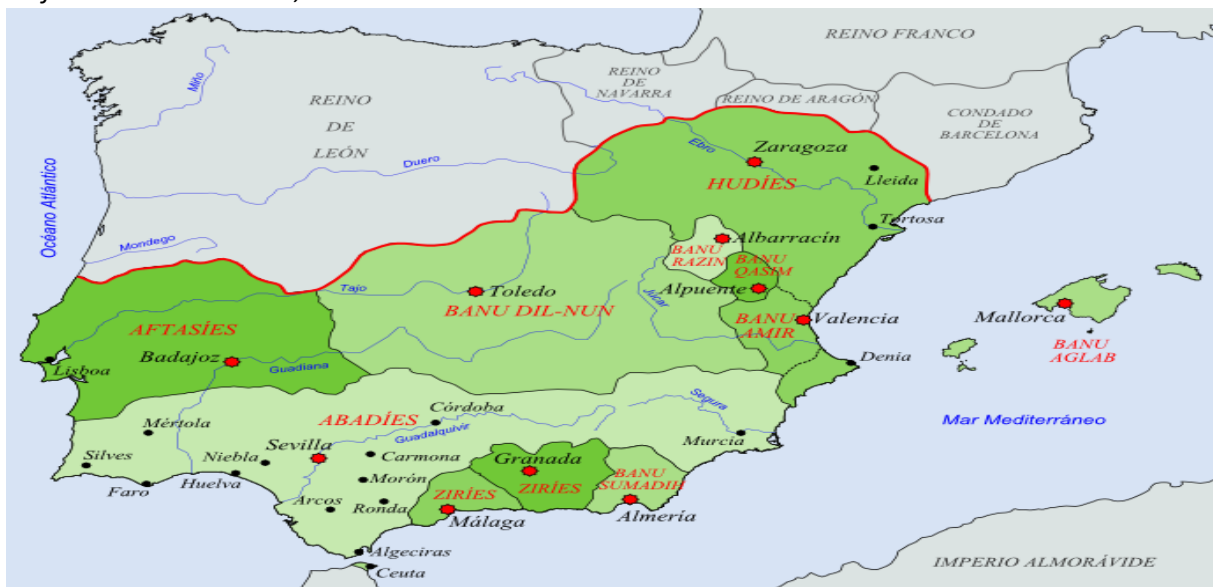 REINO FRANCO
REINO
DE
NAVARRA
REINO DE ARAGÓN
CONDADO
DE
BARCELONA
Miño
REINO
DE
LEÓN
Duero
Ebro
Zaragoza
HUDÍES
Lleida
Tortosa
Océano Atlántico
Mondego
Albarracín
BANU
RAZIN
BANU
QASIM
Alpuente
Tajo
Toledo
BANU DIL-NUN
Júcar
BANU
AMIR
Valencia
Mallorca
BANU
AGLAB
AFTASÍES
Badajoz
Lisboa
Guadiana
Denia
Mar Mediterráneo
ABADÍES
Córdoba
Guadalquivir
Segura
Murcia
Mértola
Sevilla
Silves
Niebla
Carmona
Faro
Huelva
Morón
Arcos
Ronda
Granada
ZIRÍES
ZIRÍES
Málaga
BANU
SUMADIH
Almería
Algeciras
Ceuta
IMPERIO ALMORÁVIDE